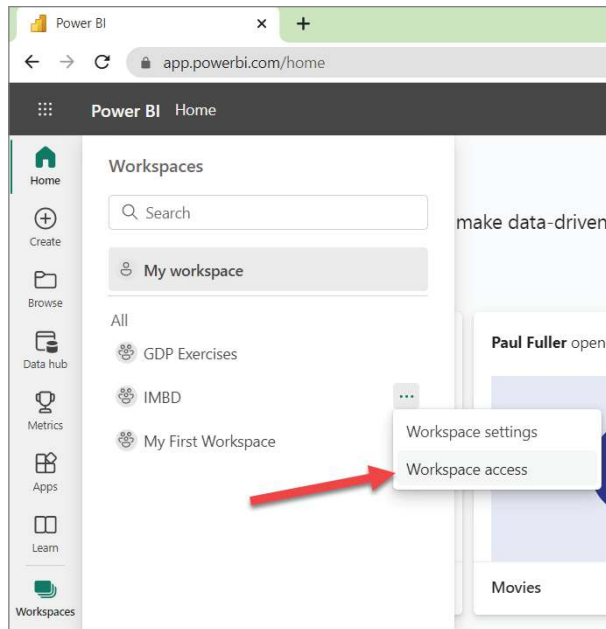 Power BI
app.powerbi.com/home
Power BI Home
Home
Create
Browse
Data hub
Metrics
Apps
Learn
Workspaces
Workspaces
Search
My workspace
All
GDP Exercises
IMBD
My First Workspace
Workspace settings
Workspace access
make data-driven
Paul Fuller open
Movies